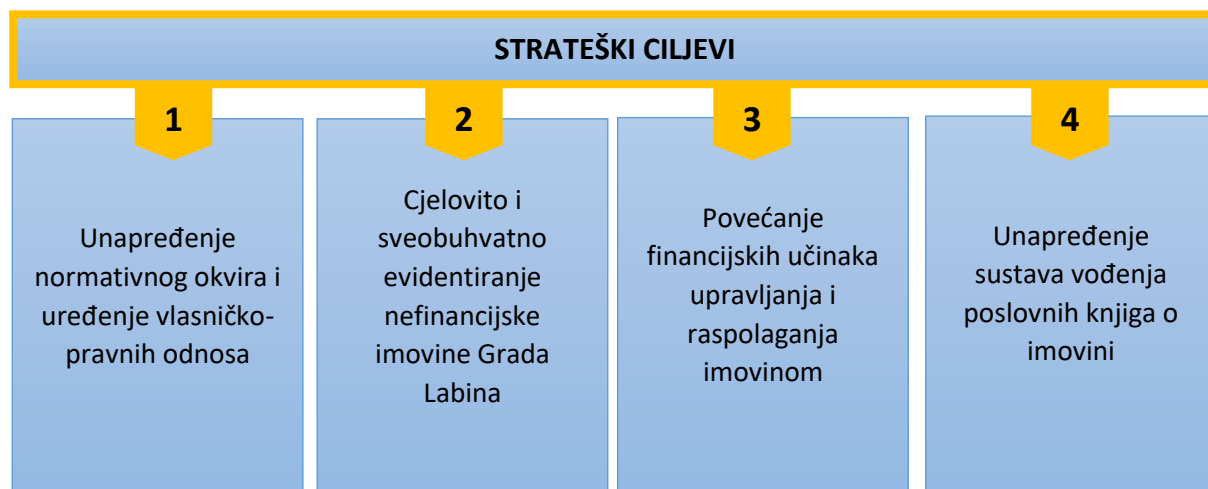 STRATEŠKI CILJEVI
1
Unapređenje
normativnog okvira i
uređenje vlasničko-
pravnih odnosa
2
Cjelovito i
sveobuhvatno
evidentiranje
nefinancijske
imovine Grada
Labina
3
Povećanje
financijskih učinaka
upravljanja i
raspolaganja
imovinom
4
Unapređenje
sustava vođenja
poslovnih knjiga o
imovini